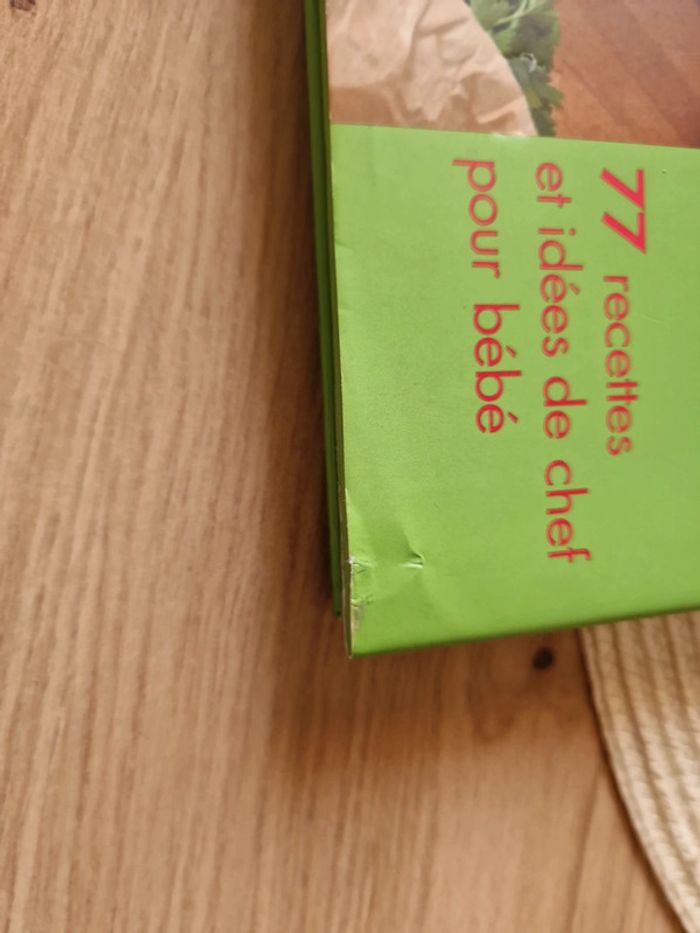 77 recettes
et idées de chef
pour bébé